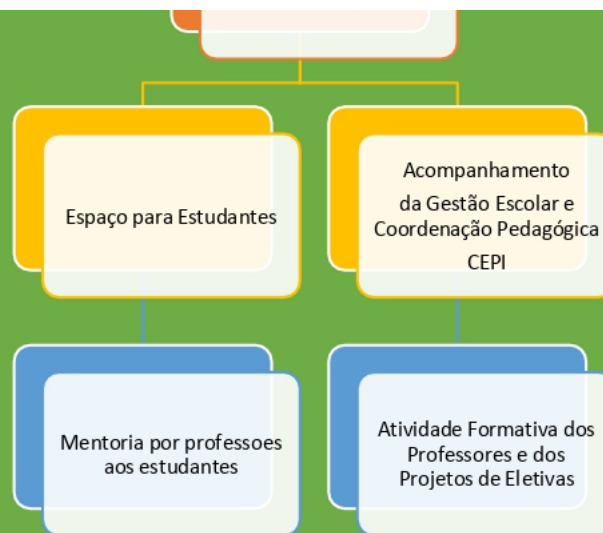 Espaço para Estudantes
Acompanhamento
da Gestão Escolar e
Coordenação Pedagógica
CEPI
Mentoria por professoes
aos estudantes
Atividade Formativa dos
Professores e dos
Projetos de Eletivas